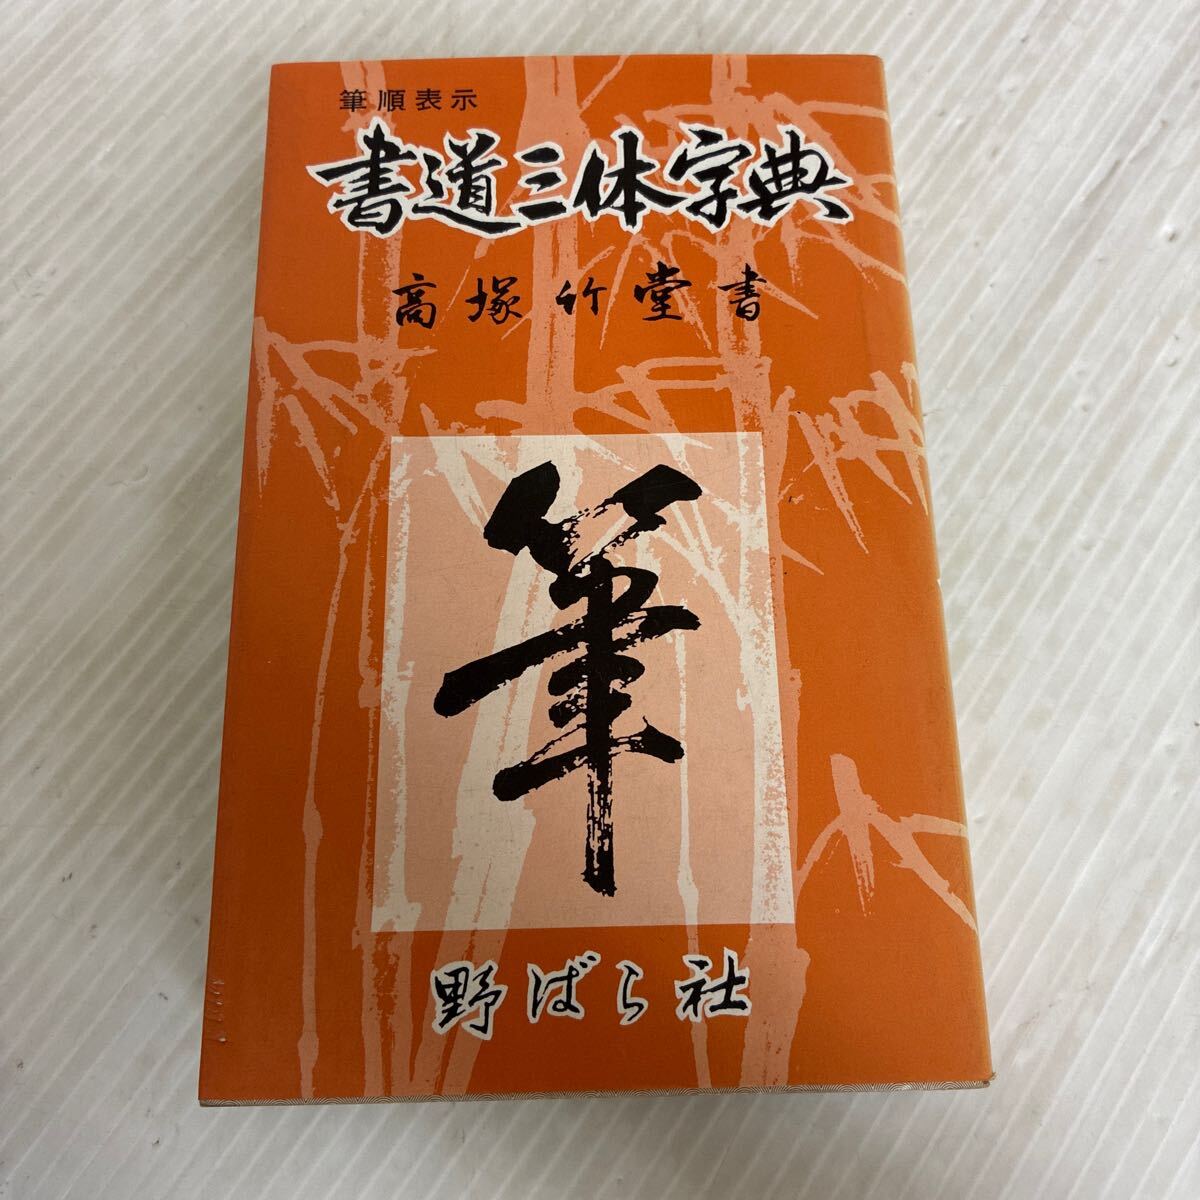 筆順表示
書道三体字典
高塚竹堂書
筆
野ばら社